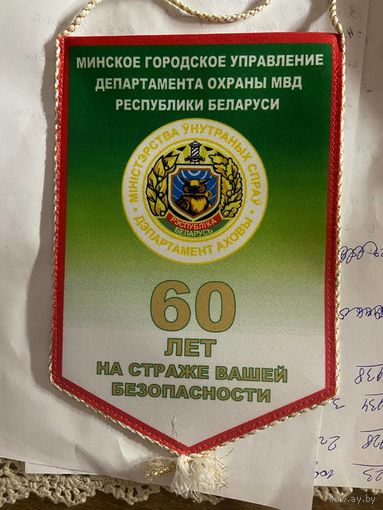 МИНСКОЕ ГОРОДСКОЕ УПРАВЛЕНИЕ
ДЕПАРТАМЕНТА ОХРАНЫ МВД
РЕСПУБЛИКИ БЕЛАРУСИ
МІНІСТЭРСТВА ЎНУТРАНЫХ СПРАЎ
РЭСПУБЛІКА
БЕЛАРУСЬ
ДЭПАРТАМЕНТ АХОВЫ
60
ЛЕТ
НА СТРАЖЕ ВАШЕЙ
БЕЗОПАСНОСТИ